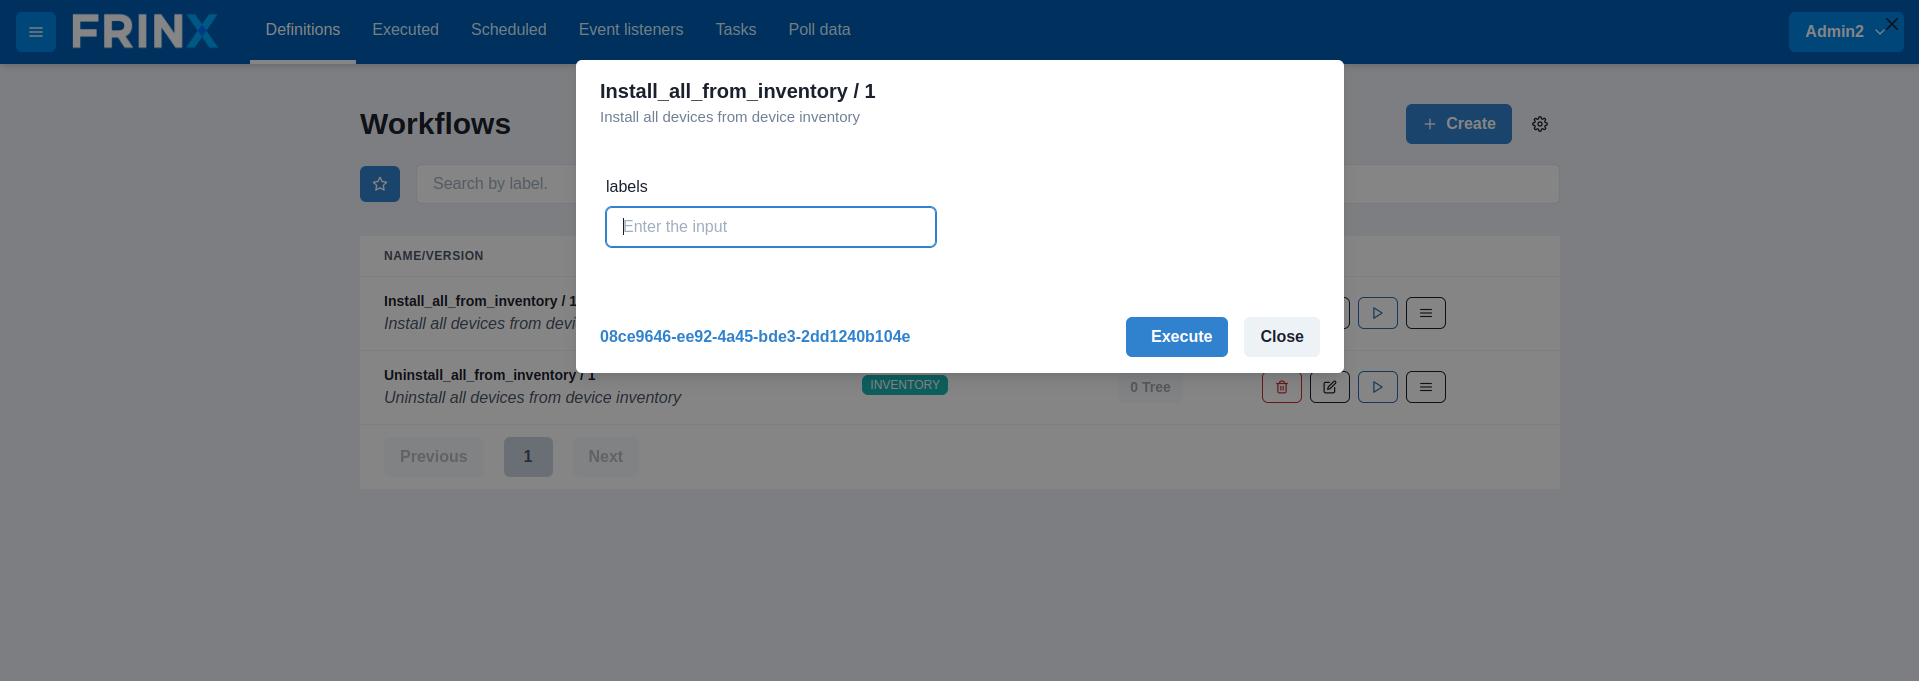 FRINX
Definitions
Executed
Scheduled
Event listeners
Tasks
Poll data
Admin2
Install_all_from_inventory / 1
Install all devices from device inventory
Workflows
Create
Search by label.
labels
Enter the input
NAME/VERSION
Install_all_from_inventory / 1
Install all devices from devi
08ce9646-ee92-4a45-bde3-2dd1240b104e
Execute
Close
Uninstall_all_from_inventory / 1
Uninstall all devices from device inventory
INVENTORY
0 Tree
Previous
1
Next